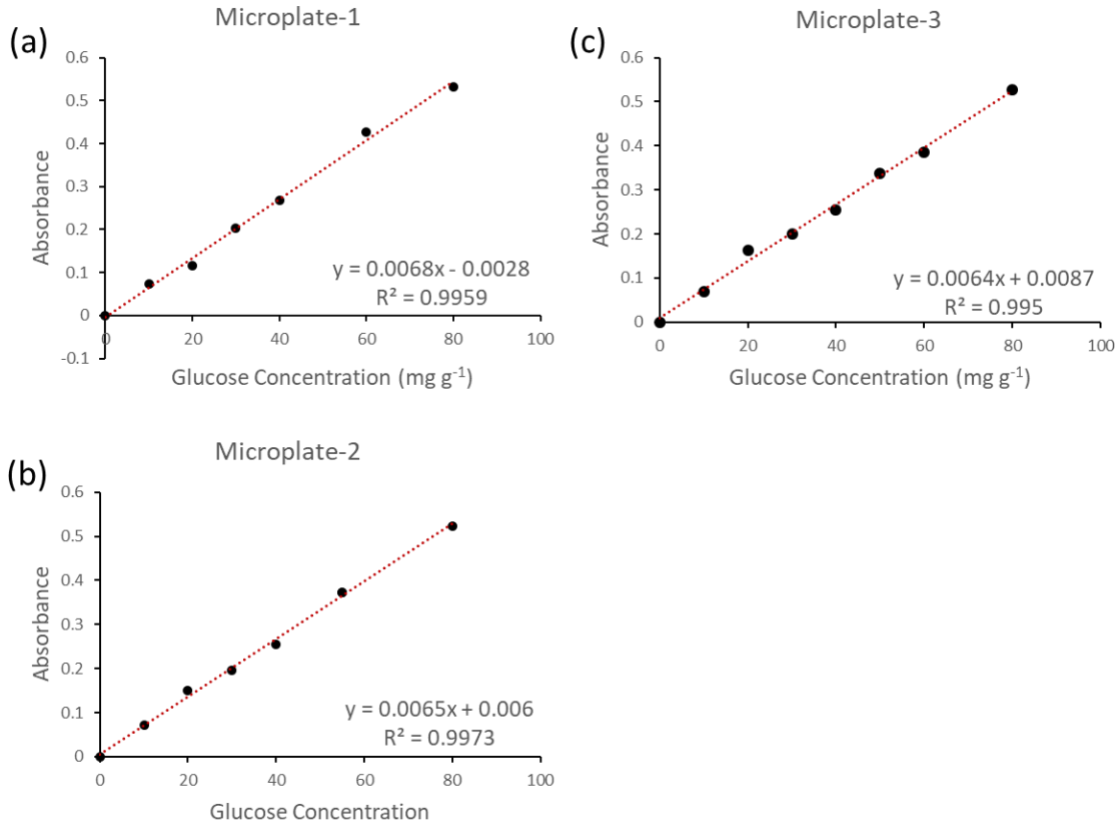 Microplate-1
(a)
0.6
0.5
0.4
0.3
0.2
0.1
0
-0.1
Absorbance
y = 0.0068x - 0.0028
R² = 0.9959
0 20 40 60 80 100
Glucose Concentration (mg g⁻¹)
Microplate-3
(c)
0.6
0.5
0.4
0.3
0.2
0.1
0
Absorbance
y = 0.0064x + 0.0087
R² = 0.995
0 20 40 60 80 100
Glucose Concentration (mg g⁻¹)
Microplate-2
(b)
0.6
0.5
0.4
0.3
0.2
0.1
0
Absorbance
y = 0.0065x + 0.006
R² = 0.9973
0 20 40 60 80 100
Glucose Concentration